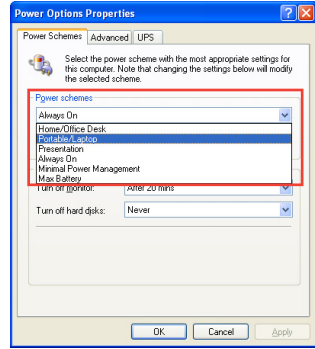 Power Options Properties
Power Schemes Advanced UPS
Select the power scheme with the most appropriate settings for
this computer. Note that changing the settings below will modify
the selected scheme.
Power schemes
Always On
Home/Office Desk
Portable/Laptop
Presentation
Always On
Minimal Power Management
Max Battery
Turn off monitor: After 20 mins
Turn off hard disks: Never
OK Cancel Apply